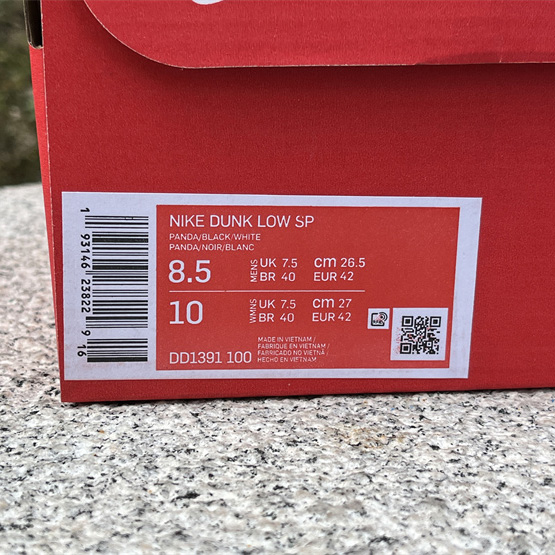 NIKE DUNK LOW SP
PANDA/BLACK/WHITE
PANDA/NOIR/BLANC
8.5 MENS UK 7.5 cm 26.5
BR 40 EUR 42
10 WMNS UK 7.5 cm 27
BR 40 EUR 42
DD1391 100
MADE IN VIETNAM /
FABRIQUE EN VIETNAM /
FABRICADO NO VIETNÃ /
HECHO EN VIETNAM
1 93146 23822 9 16